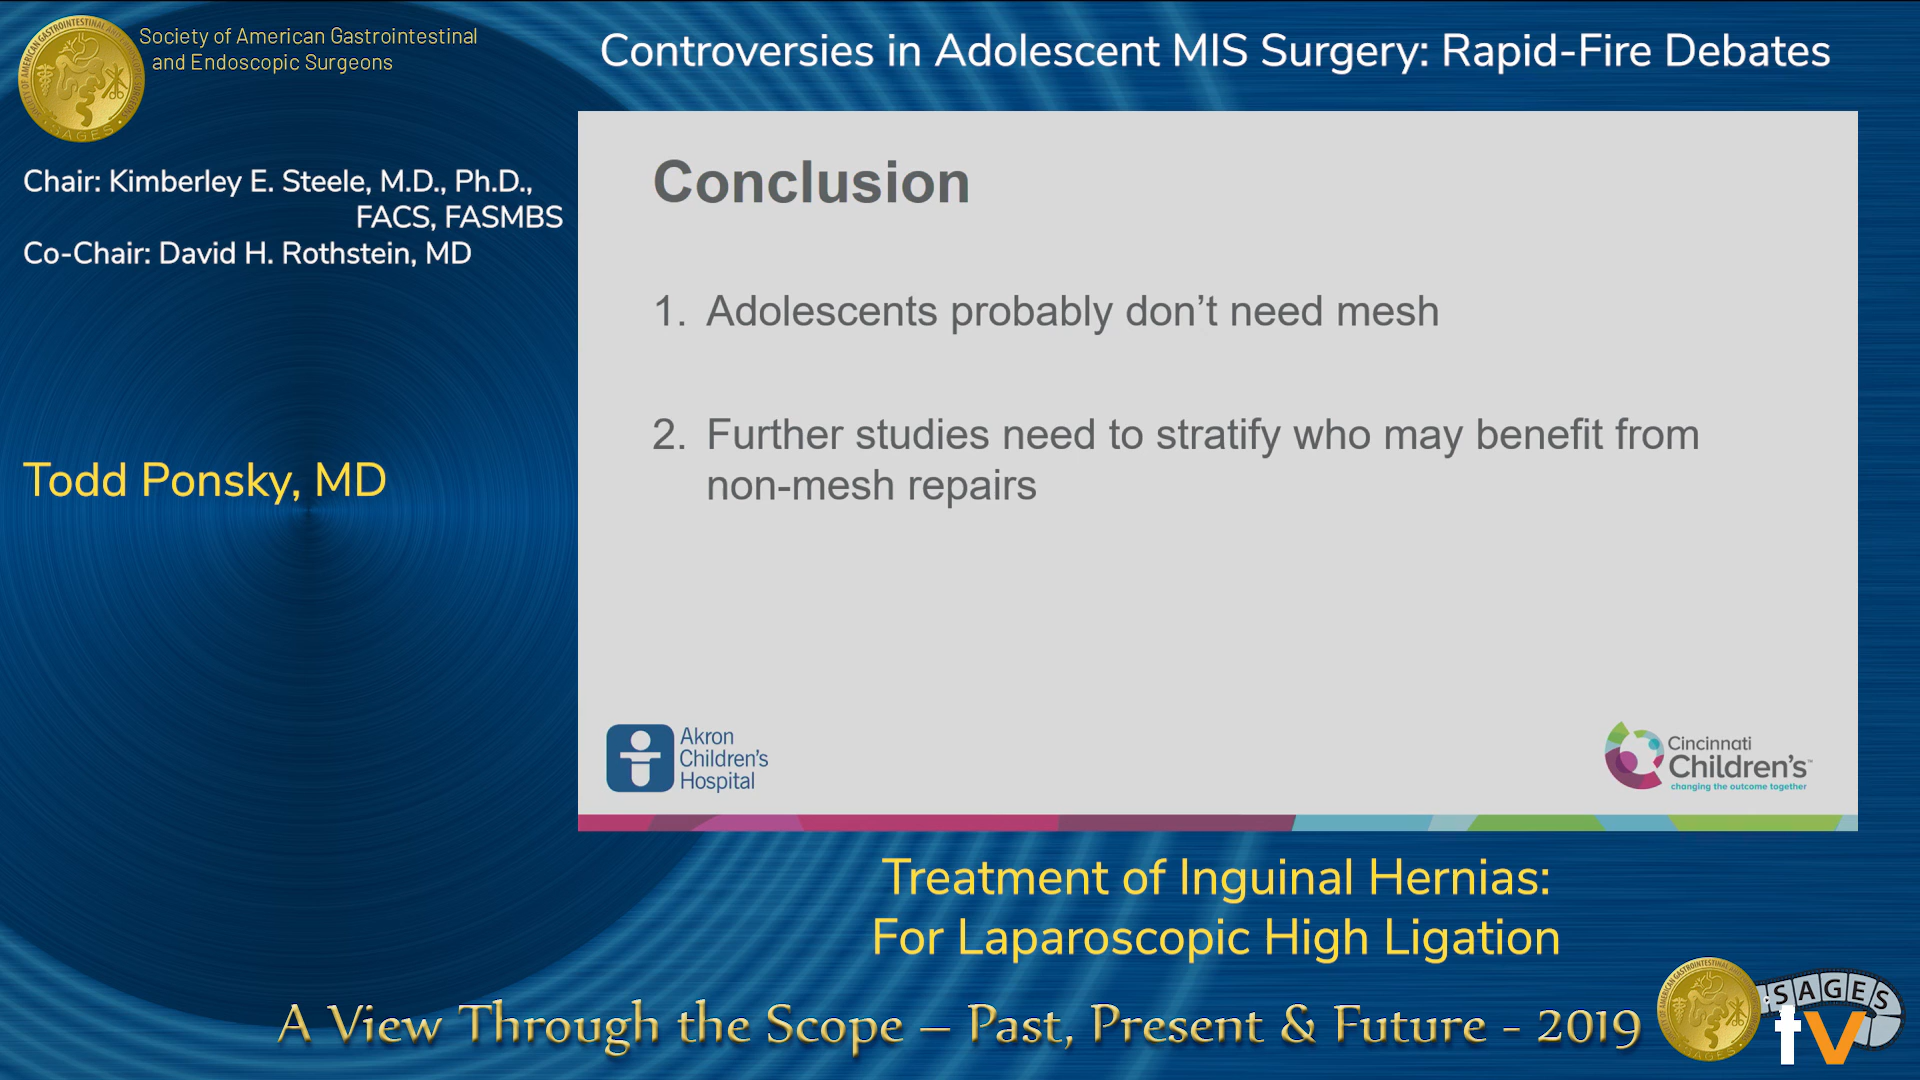 Society of American Gastrointestinal
and Endoscopic Surgeons
Controversies in Adolescent MIS Surgery: Rapid-Fire Debates
Chair: Kimberley E. Steele, M.D., Ph.D.,
FACS, FASMBS
Co-Chair: David H. Rothstein, MD
Todd Ponsky, MD
Conclusion
1. Adolescents probably don't need mesh
2. Further studies need to stratify who may benefit from
non-mesh repairs
Akron
Children's
Hospital
Cincinnati
Children's™
changing the outcome together
Treatment of Inguinal Hernias:
For Laparoscopic High Ligation
A View Through the Scope – Past, Present & Future - 2019
SAGES
tv